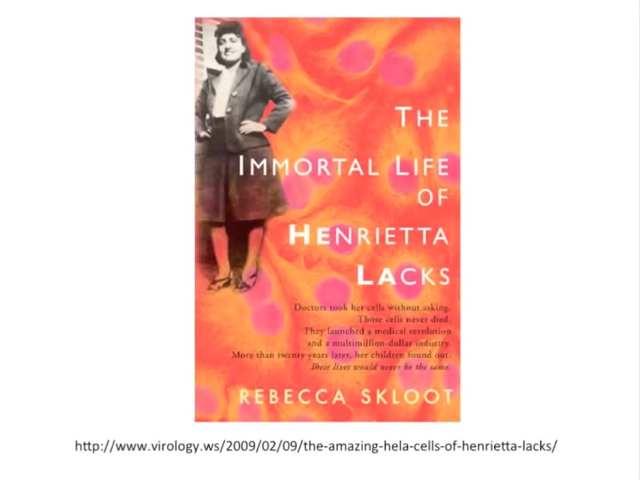 THE
IMMORTAL LIFE
OF
HENRIETTA
LACKS
Doctors took her cells without asking.
Those cells never died.
They launched a medical revolution
and a multimillion-dollar industry.
More than twenty years later, her children found out.
Their lives would never be the same.
REBECCA SKLOOT
http://www.virology.ws/2009/02/09/the-amazing-hela-cells-of-henrietta-lacks/